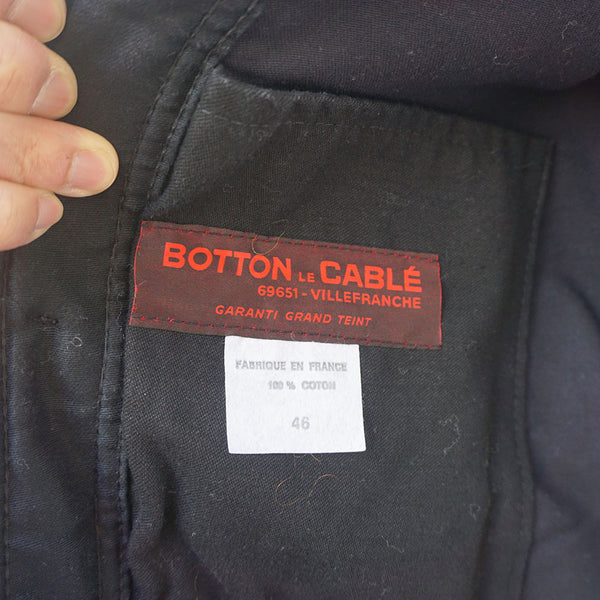 BOTTON LE CABLÉ
69651 - VILLEFRANCHE
GARANTI GRAND TEINT
FABRIQUE EN FRANCE
100 % COTON
46